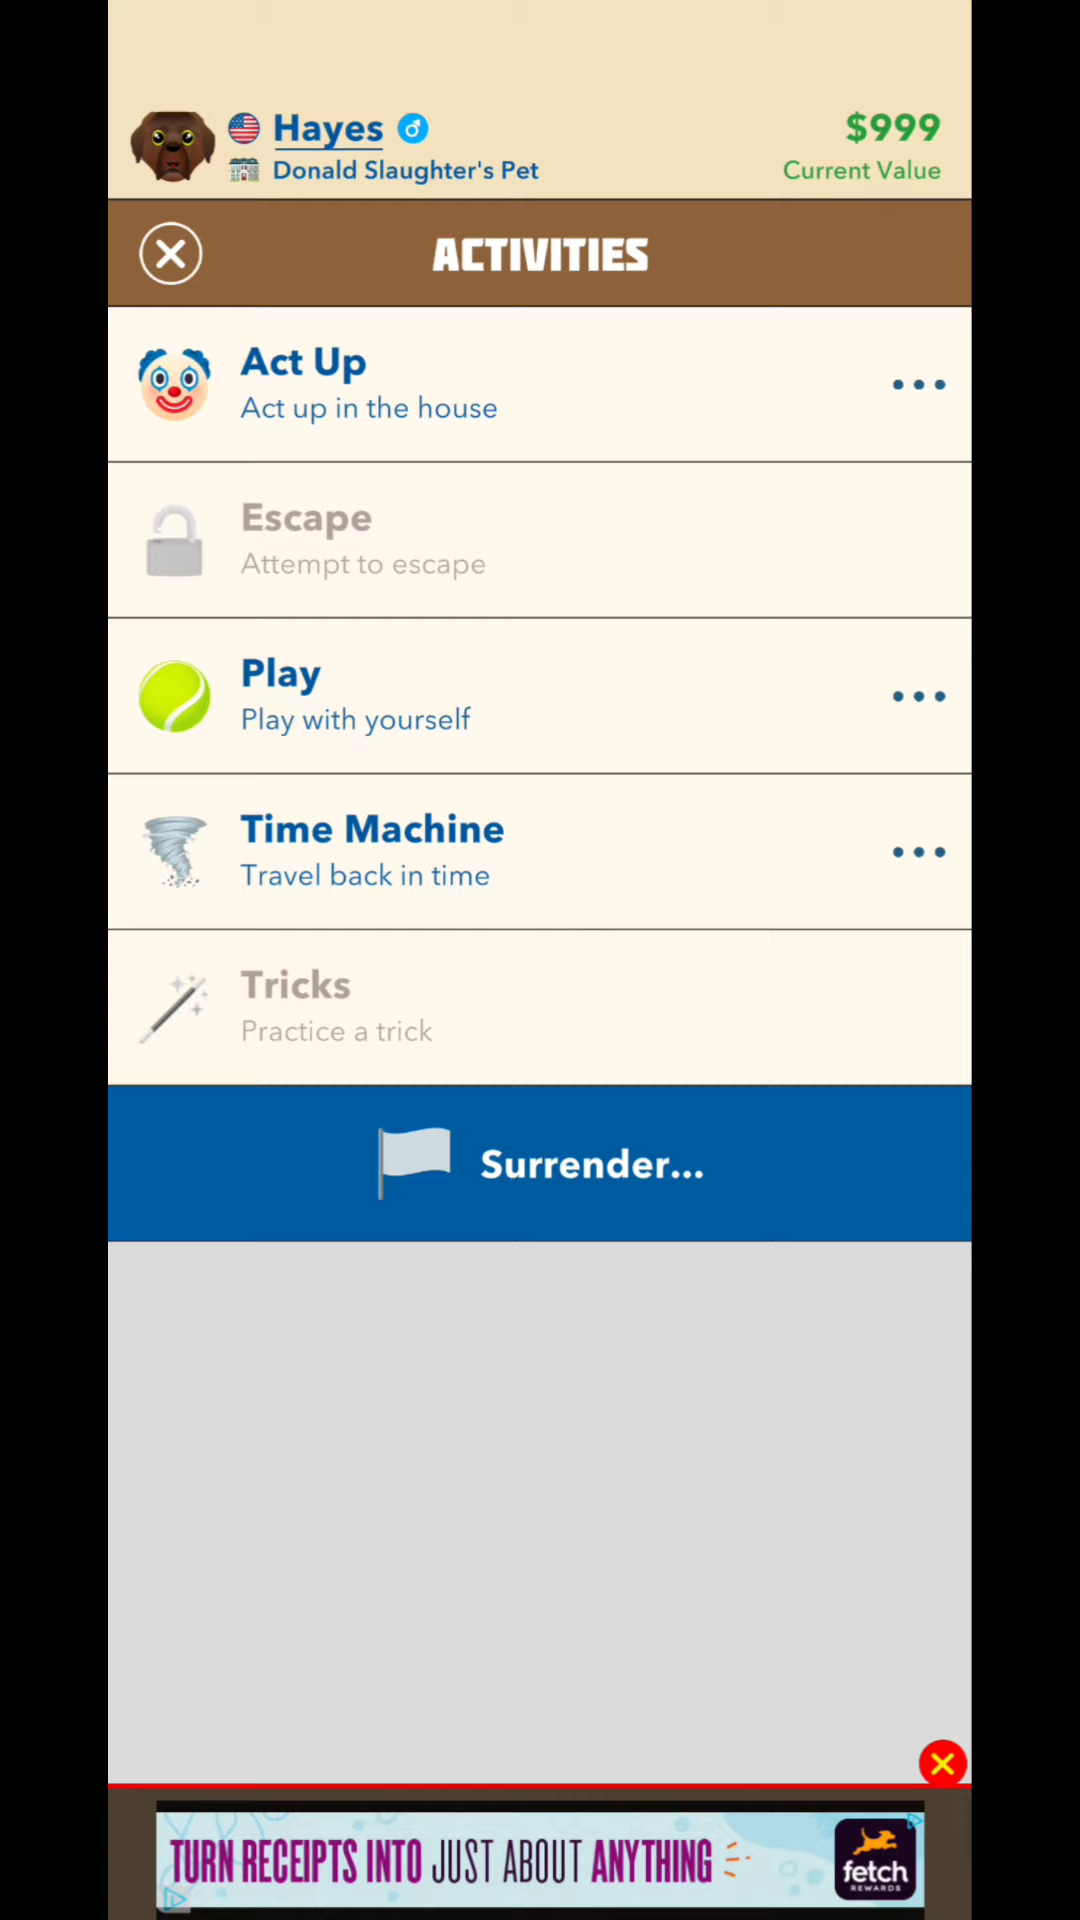 Hayes
$999
Donald Slaughter's Pet
Current Value
ACTIVITIES
Act Up
Act up in the house
Escape
Attempt to escape
Play
Play with yourself
Time Machine
Travel back in time
Tricks
Practice a trick
Surrender...
TURN RECEIPTS INTO JUST ABOUT ANYTHING
fetch
REWARDS